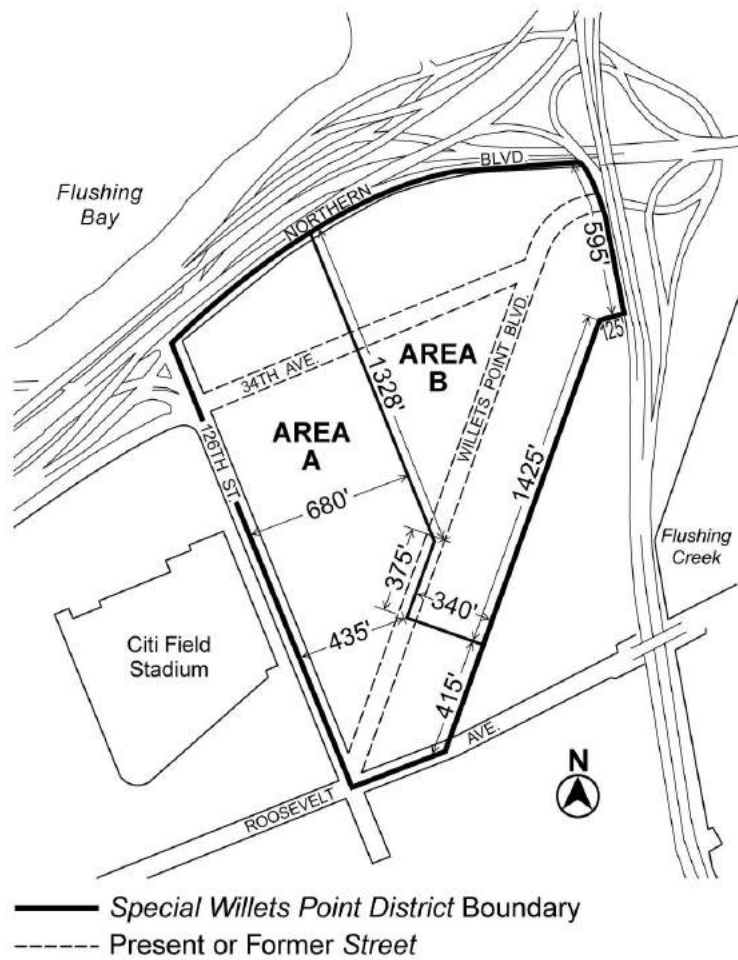 Flushing
Bay
NORTHERN
BLVD.
595'
125'
34TH AVE.
1328'
AREA
B
WILLETS POINT BLVD.
AREA
A
126TH ST.
680'
1425'
375'
340'
435'
415'
Flushing
Creek
Citi Field
Stadium
ROOSEVELT
AVE.
N
Special Willets Point District Boundary
Present or Former Street